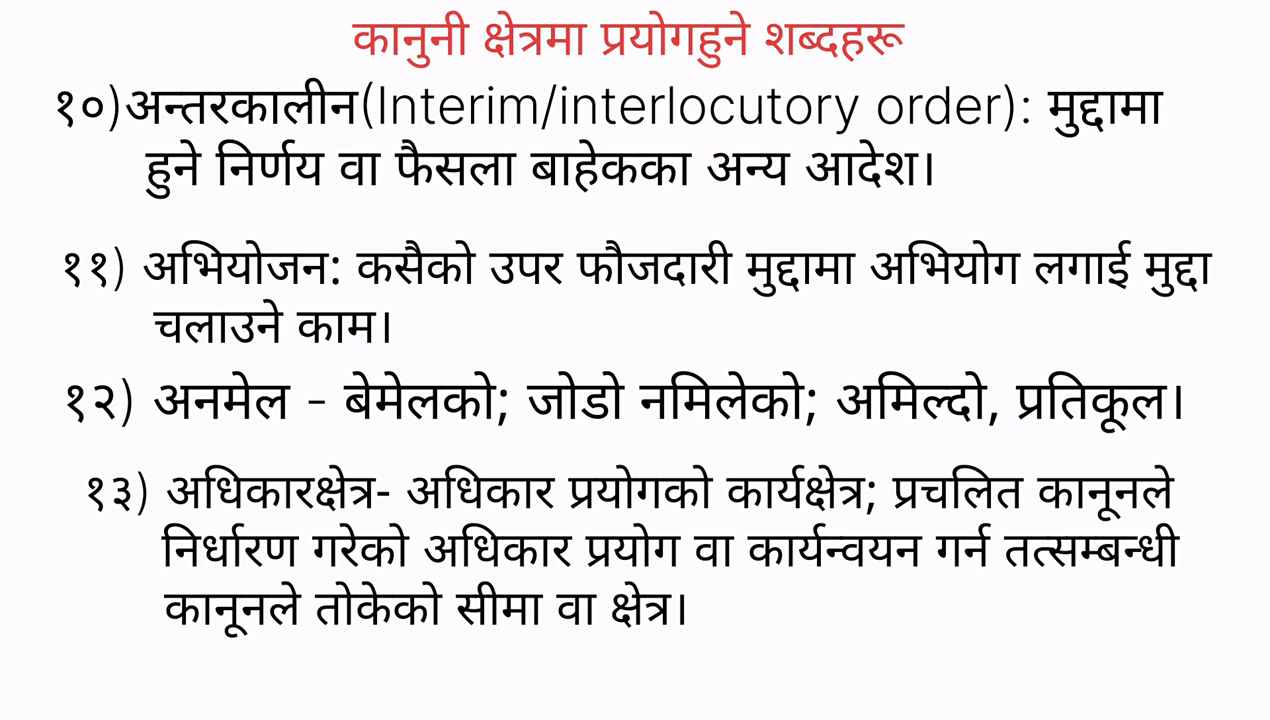 कानुनी क्षेत्रमा प्रयोगहुने शब्दहरू
१०)अन्तरकालीन(Interim/interlocutory order): मुद्दामा
हुने निर्णय वा फैसला बाहेकका अन्य आदेश।
११) अभियोजन: कसैको उपर फौजदारी मुद्दामा अभियोग लगाई मुद्दा
चलाउने काम।
१२) अनमेल - बेमेलको; जोडो नमिलेको; अमिल्दो, प्रतिकूल।
१३) अधिकारक्षेत्र- अधिकार प्रयोगको कार्यक्षेत्र; प्रचलित कानूनले
निर्धारण गरेको अधिकार प्रयोग वा कार्यन्वयन गर्न तत्सम्बन्धी
कानूनले तोकेको सीमा वा क्षेत्र।